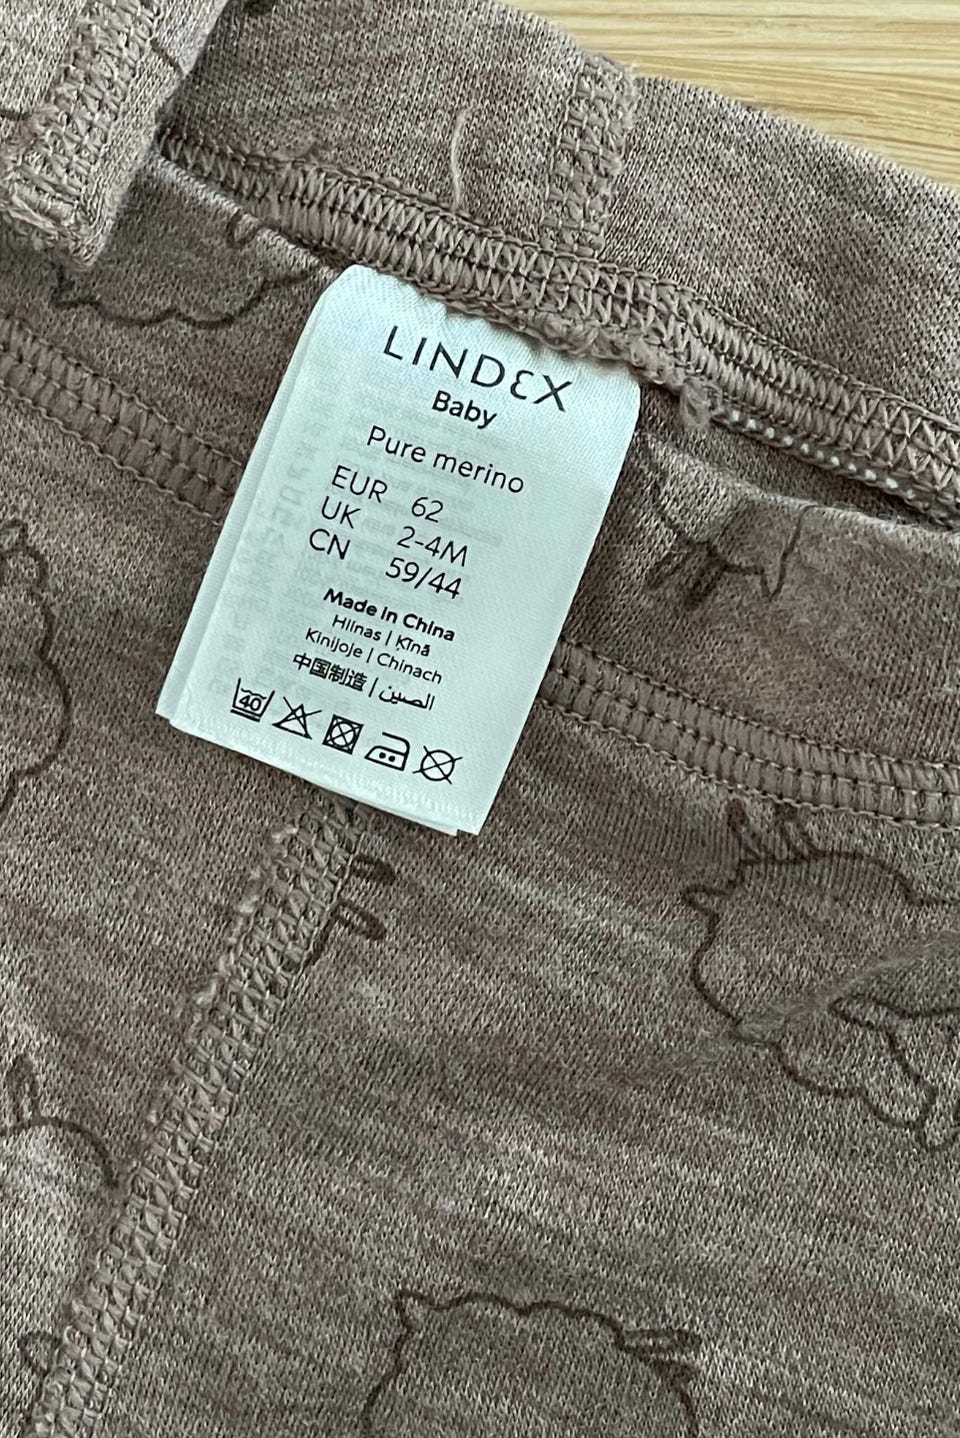 LINDEX
Baby
Pure merino
EUR 62
UK 2-4M
CN 59/44
Made in China
Hiinas | Ķīnā
Kinijoje | Chinach
中国制造 | الصين
40